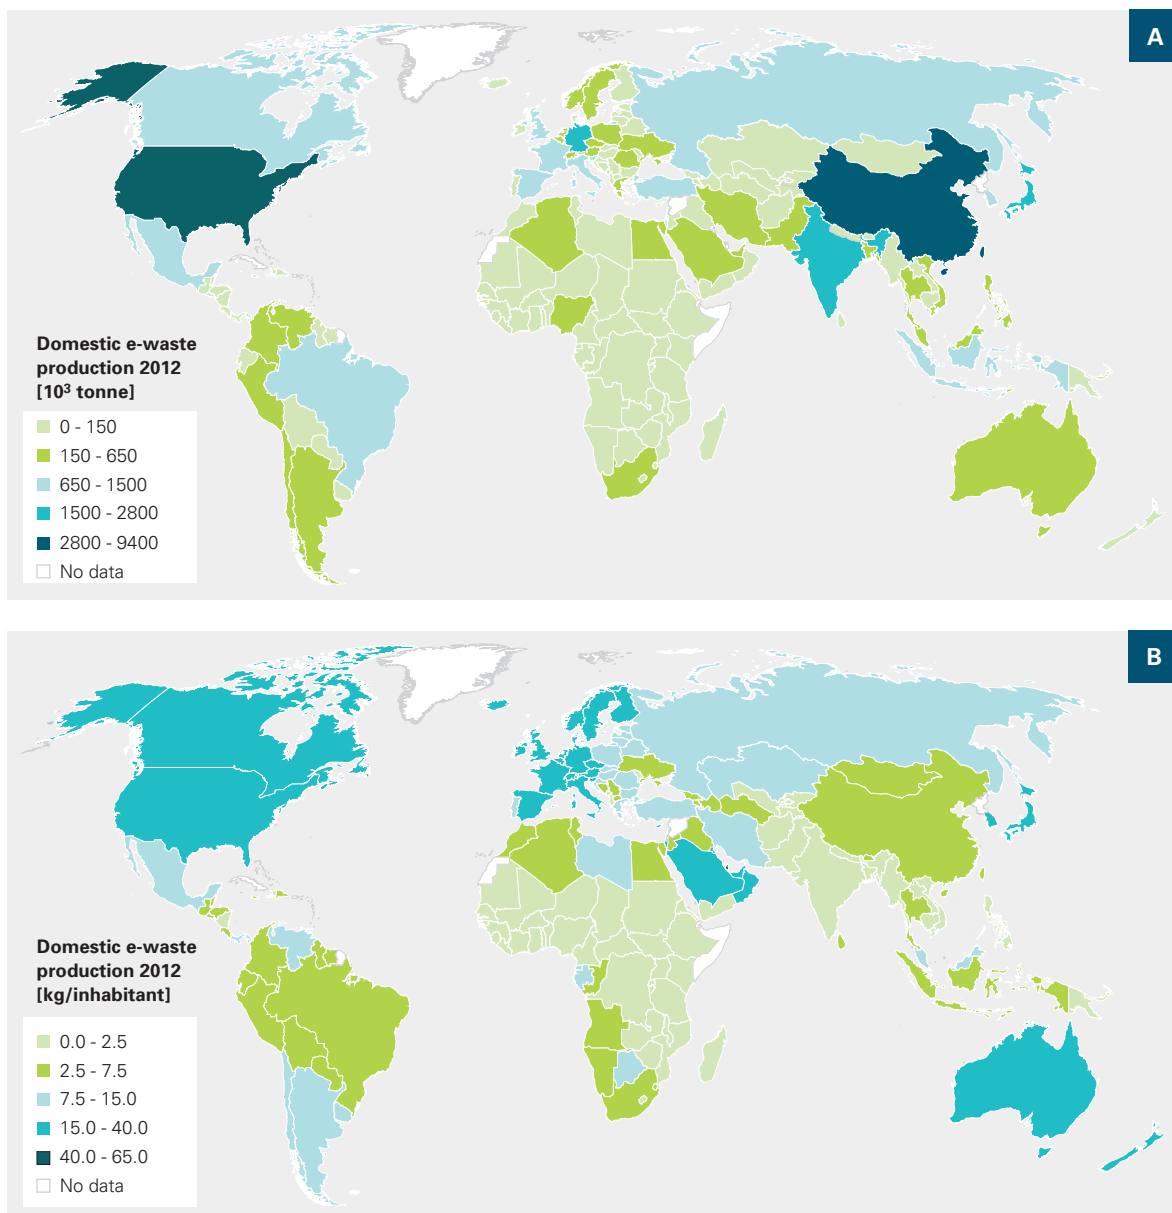 A
Domestic e-waste
production 2012
[10³ tonne]
0 - 150
150 - 650
650 - 1500
1500 - 2800
2800 - 9400
No data
B
Domestic e-waste
production 2012
[kg/inhabitant]
0.0 - 2.5
2.5 - 7.5
7.5 - 15.0
15.0 - 40.0
40.0 - 65.0
No data